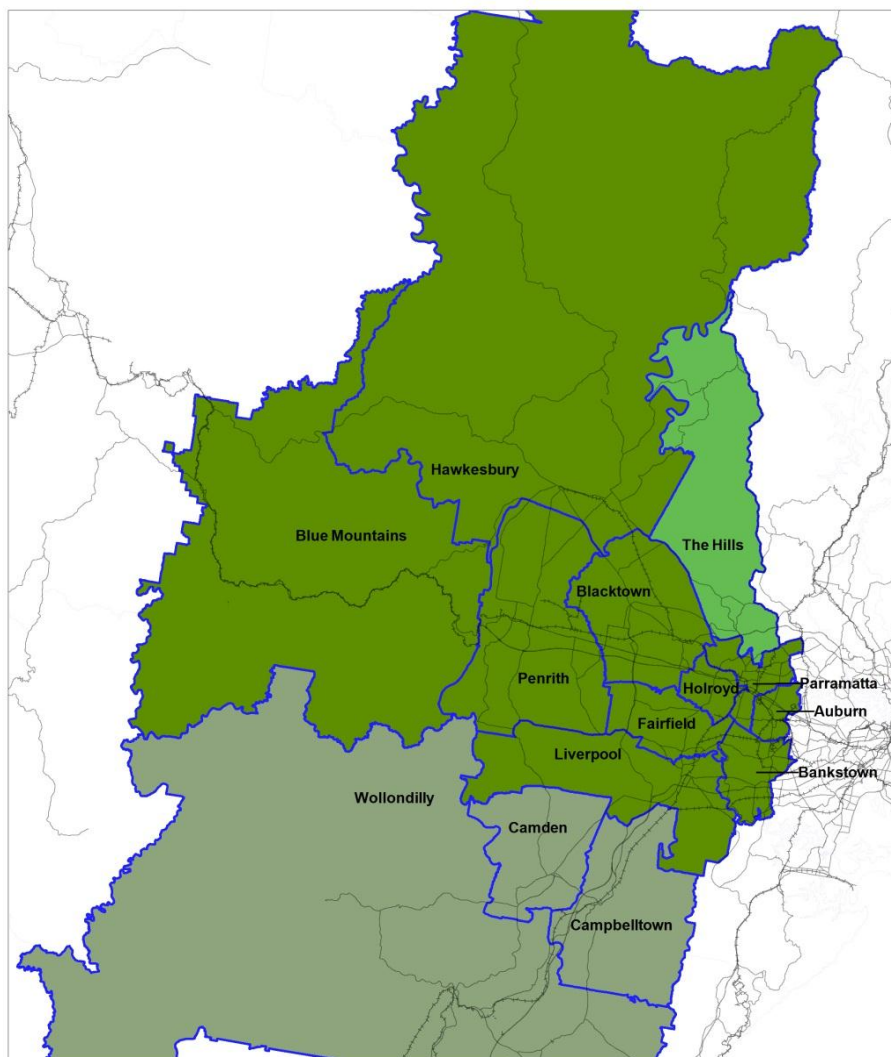 Hawkesbury
Blue Mountains
The Hills
Blacktown
Penrith
Holroyd
Parramatta
Auburn
Fairfield
Liverpool
Bankstown
Wollondilly
Camden
Campbelltown